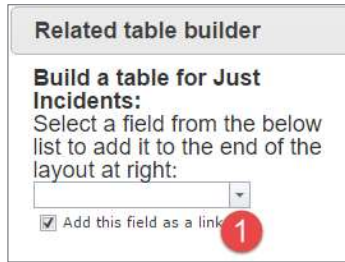 Related table builder
Build a table for Just
Incidents:
Select a field from the below
list to add it to the end of the
layout at right:
Add this field as a link
1